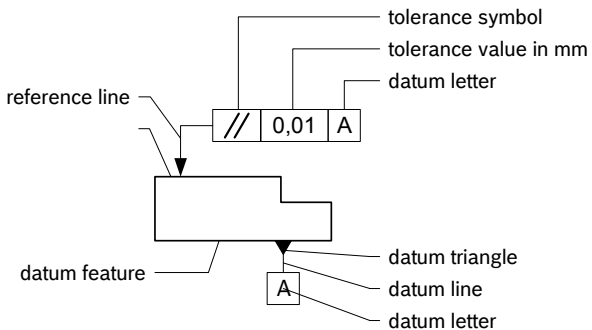 tolerance symbol
tolerance value in mm
datum letter
reference line
// 0,01 A
datum feature
datum triangle
datum line
A
datum letter